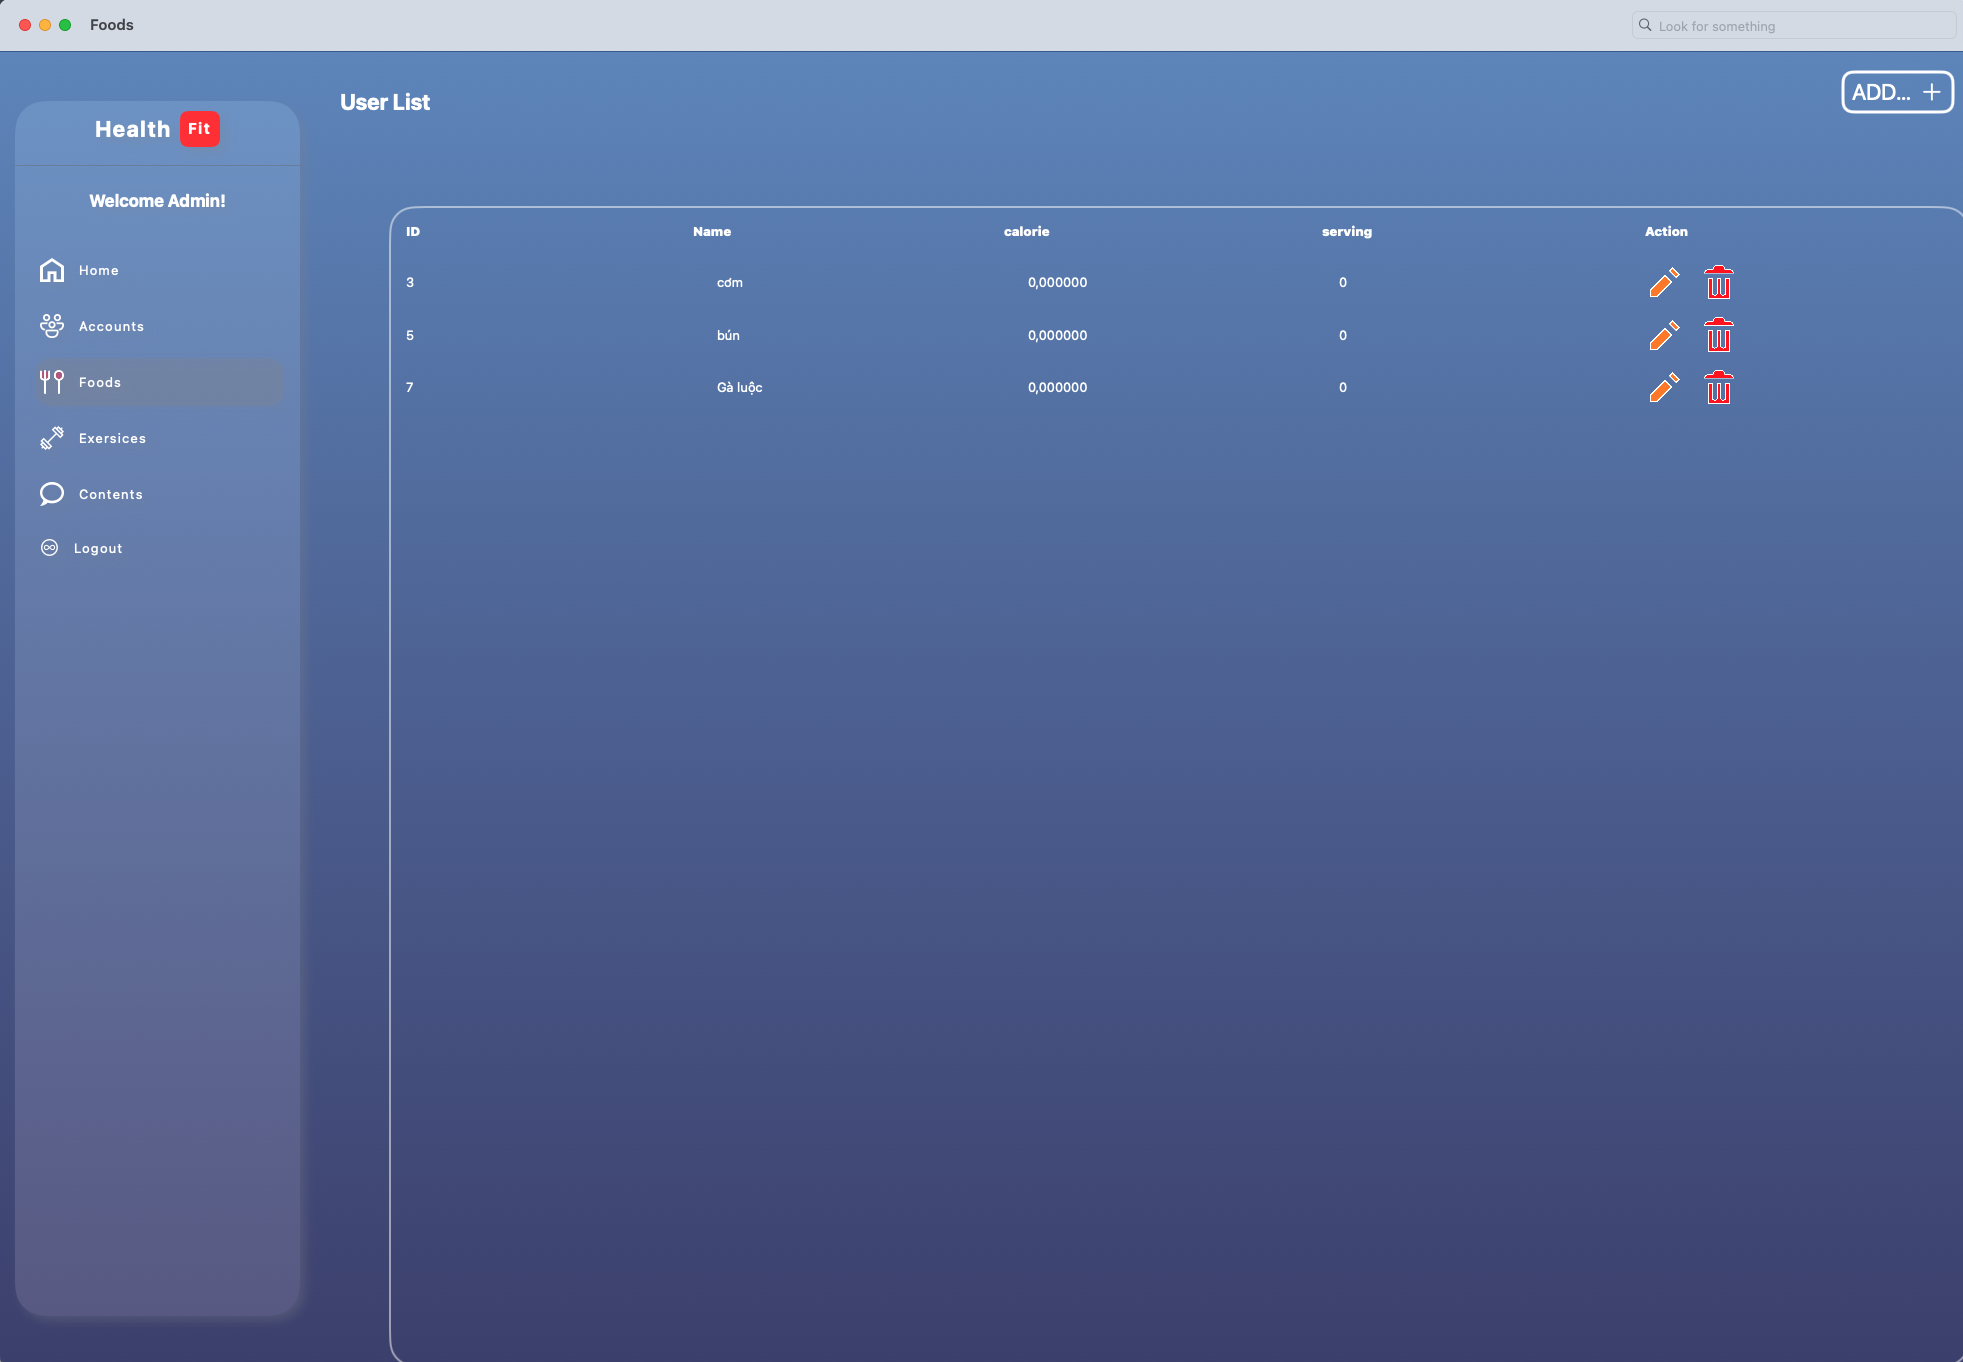 Foods
Look for something
User List
ADD...
Health Fit
Welcome Admin!
Home
Accounts
Foods
Exersices
Contents
Logout
ID Name calorie serving Action
3 cơm 0,000000 0
5 bún 0,000000 0
7 Gà luộc 0,000000 0